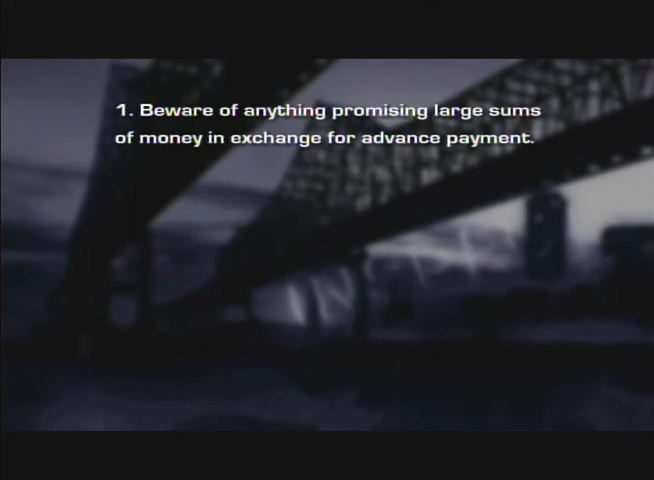 1. Beware of anything promising large sums
of money in exchange for advance payment.